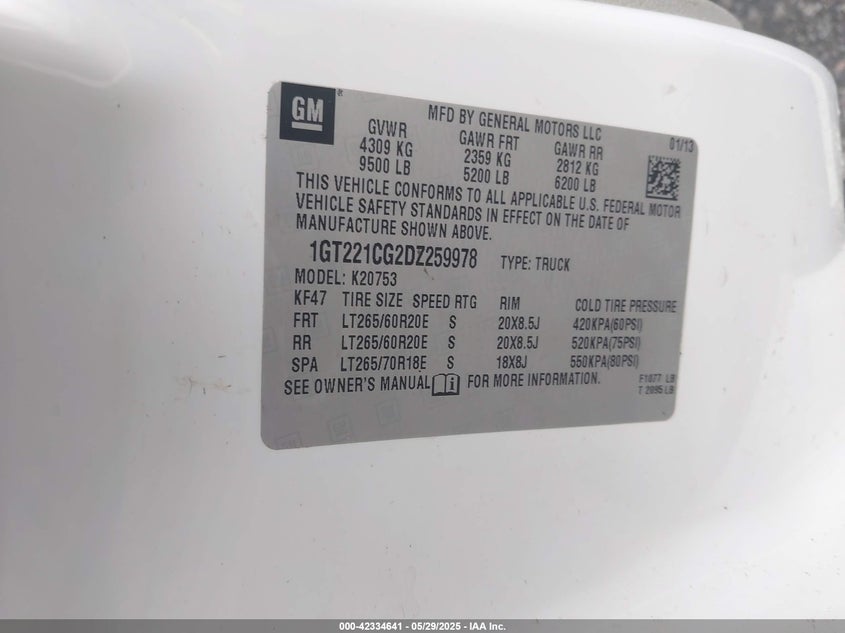 GM
MFD BY GENERAL MOTORS LLC
01/13
GVWR GAWR FRT GAWR RR
4309 KG 2359 KG 2812 KG
9500 LB 5200 LB 6200 LB
THIS VEHICLE CONFORMS TO ALL APPLICABLE U.S. FEDERAL MOTOR
VEHICLE SAFETY STANDARDS IN EFFECT ON THE DATE OF
MANUFACTURE SHOWN ABOVE.
1GT221CG2DZ259978 TYPE: TRUCK
MODEL: K20753
KF47 TIRE SIZE SPEED RTG RIM COLD TIRE PRESSURE
FRT LT265/60R20E S 20X8.5J 420KPA(60PSI)
RR LT265/60R20E S 20X8.5J 520KPA(75PSI)
SPA LT265/70R18E S 18X8J 550KPA(80PSI)
SEE OWNER'S MANUAL FOR MORE INFORMATION.
F1077 LB
T 2095 LB
000-42334641 - 05/29/2025 - IAA Inc.